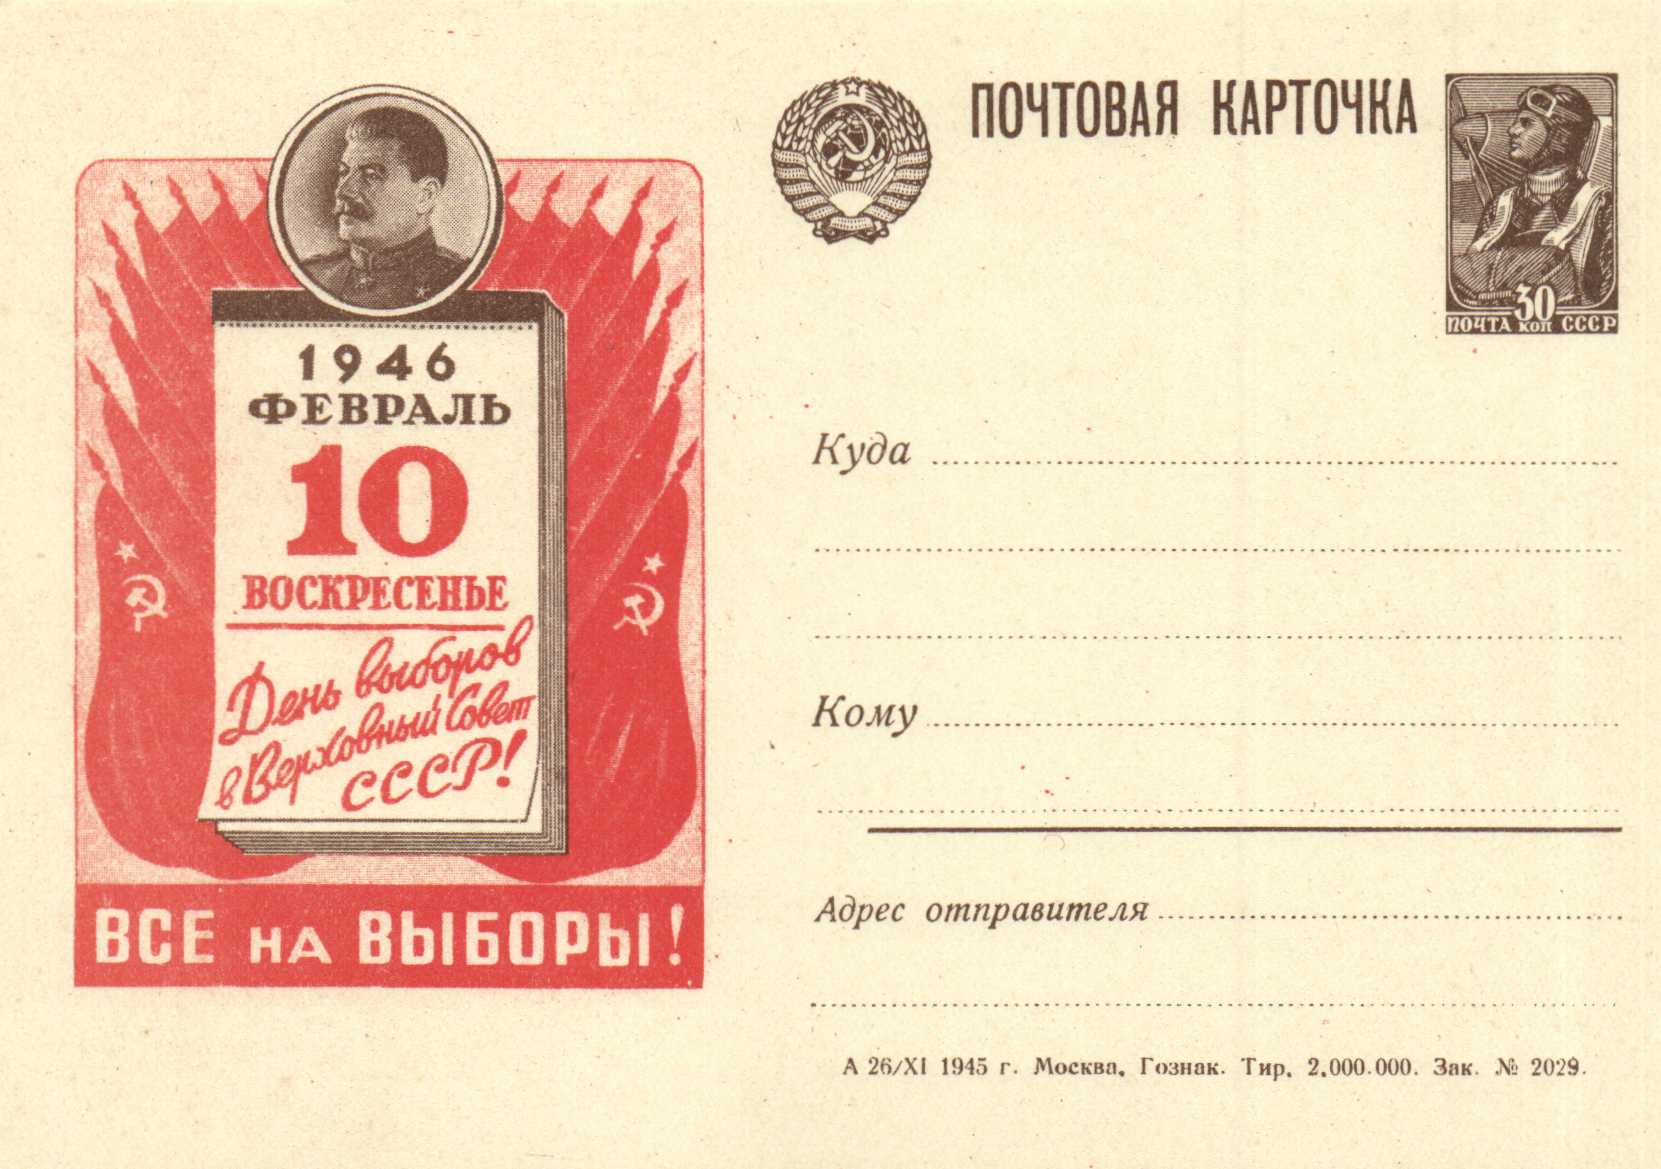 1946
ФЕВРАЛЬ
10
ВОСКРЕСЕНЬЕ
День выборов
в Верховный Совет
СССР!
ВСЕ НА ВЫБОРЫ!
ПОЧТОВАЯ КАРТОЧКА
30
ПОЧТА КОП СССР
Куда
Кому
Адрес отправителя
А 26/XI 1945 г. Москва, Гознак. Тир. 2.000.000. Зак. № 2029.